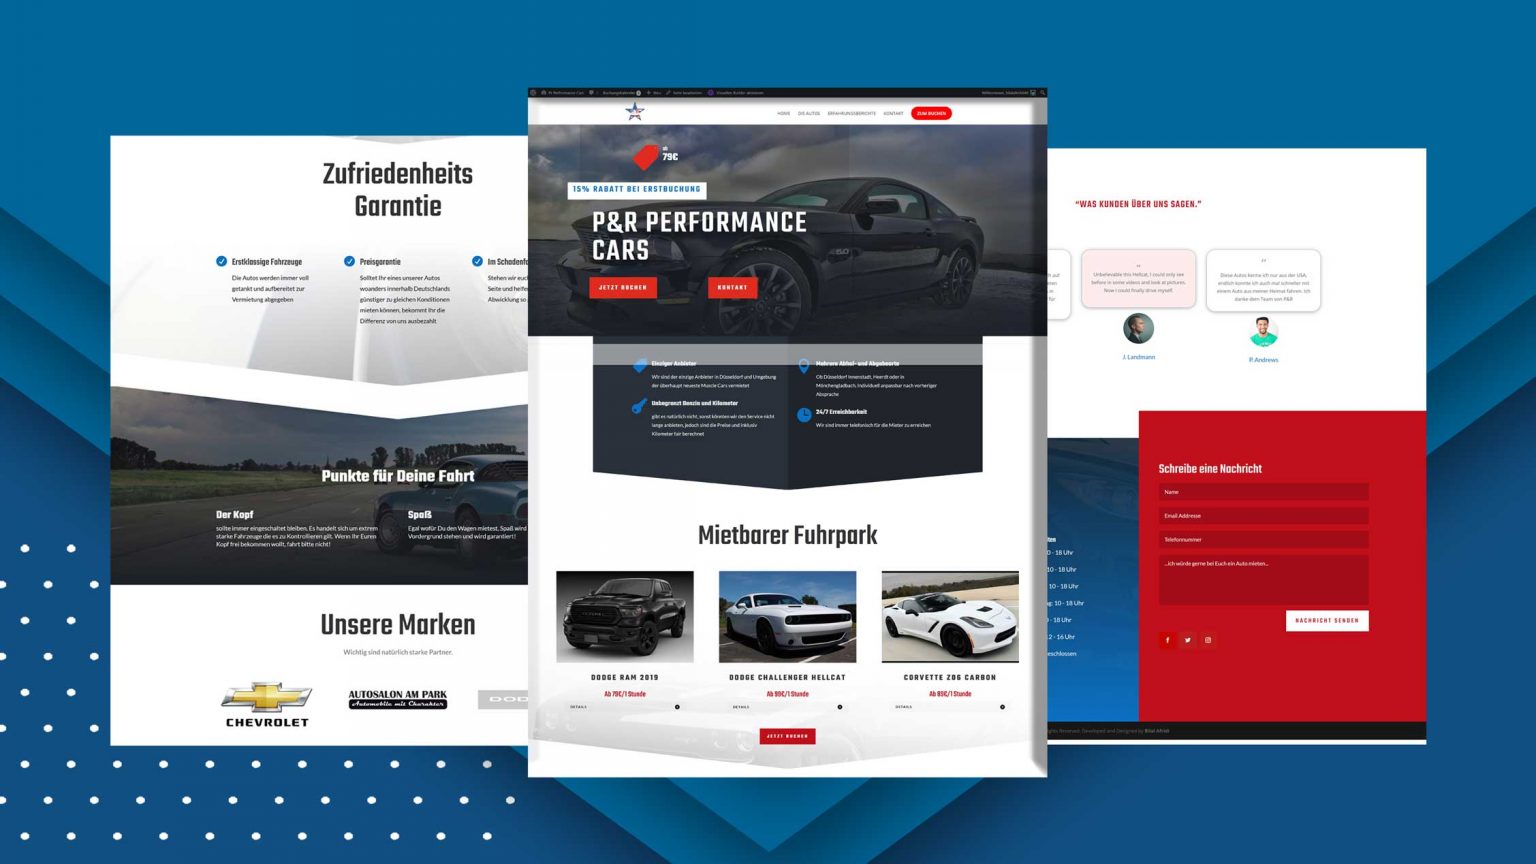 Zufriedenheits
Garantie
Erstklassige Fahrzeuge
Die Autos werden immer voll
getankt und aufbereitet zur
Vermietung abgegeben
Preisgarantie
Solltet Ihr eines unserer Autos
woanders innerhalb Deutschlands
günstiger zu gleichen Konditionen
mieten können, bekommt Ihr die
Differenz von uns ausbezahlt
Im Schadenfa
Stehen wir euch
Seite und helfe
Abwicklung so
Punkte für Deine Fahrt
Der Kopf
sollte immer eingeschaltet bleiben. Es handelt sich um extrem
starke Fahrzeuge die es zu Kontrollieren gilt. Wenn Ihr Euren
Kopf frei bekommen wollt, fahrt bitte nicht!
Spaß
Egal wofür Du den Wagen mietest, Spaß wird
Vordergrund stehen und wird garantiert!
Unsere Marken
Wichtig sind natürlich starke Partner.
CHEVROLET
AUTOSALON AM PARK
Automobile mit Charakter
DOD
HOME DIE AUTOS ERFAHRUNGSBERICHTE KONTAKT ZUM BUCHEN
ab
79€
15% RABATT BEI ERSTBUCHUNG
P&R PERFORMANCE
CARS
JETZT BUCHEN
KONTAKT
Einziger Anbieter
Wir sind der einzige Anbieter in Düsseldorf und Umgebung
der überhaupt neueste Muscle Cars vermietet
Unbegrenzt Benzin und Kilometer
gibt es natürlich nicht, sonst könnten wir den Service nicht
lange anbieten, jedoch sind die Preise und inklusiv
Kilometer fair berechnet
Mehrere Abhol- und Abgabeorte
Ob Düsseldorf Innenstadt, Heerdt oder in
Mönchengladbach. Individuell anpassbar nach vorheriger
Absprache
24/7 Erreichbarkeit
Wir sind immer telefonisch für die Mieter zu erreichen
Mietbarer Fuhrpark
DODGE RAM 2019
Ab 79€/1 Stunde
DETAILS
DODGE CHALLENGER HELLCAT
Ab 99€/1 Stunde
DETAILS
CORVETTE Z06 CARBON
Ab 85€/1 Stunde
DETAILS
JETZT BUCHEN
“WAS KUNDEN ÜBER UNS SAGEN.”
Unbelievable this Hellcat, I could only see
before in some videos and look at pictures.
Now I could finally drive myself.
J. Landmann
Diese Autos kenne ich nur aus der USA,
endlich konnte ich auch mal schneller mit
einem Auto aus meiner Heimat fahren. Ich
danke dem Team von P&R
P. Andrews
ten
0 - 18 Uhr
10 - 18 Uhr
10 - 18 Uhr
ag: 10 - 18 Uhr
- 18 Uhr
12 - 16 Uhr
eschlossen
Schreibe eine Nachricht
Name
Email Addresse
Telefonnummer
...ich würde gerne bei Euch ein Auto mieten...
NACHRICHT SENDEN
ights Reserved. Developed and Designed by Bilal Afridi